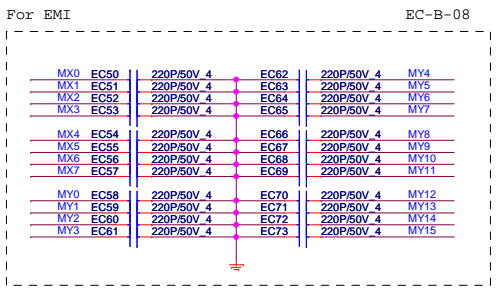 For EMI EC-B-08
MX0 EC50 220P/50V_4 EC62 220P/50V_4 MY4
MX1 EC51 220P/50V_4 EC63 220P/50V_4 MY5
MX2 EC52 220P/50V_4 EC64 220P/50V_4 MY6
MX3 EC53 220P/50V_4 EC65 220P/50V_4 MY7
MX4 EC54 220P/50V_4 EC66 220P/50V_4 MY8
MX5 EC55 220P/50V_4 EC67 220P/50V_4 MY9
MX6 EC56 220P/50V_4 EC68 220P/50V_4 MY10
MX7 EC57 220P/50V_4 EC69 220P/50V_4 MY11
MY0 EC58 220P/50V_4 EC70 220P/50V_4 MY12
MY1 EC59 220P/50V_4 EC71 220P/50V_4 MY13
MY2 EC60 220P/50V_4 EC72 220P/50V_4 MY14
MY3 EC61 220P/50V_4 EC73 220P/50V_4 MY15